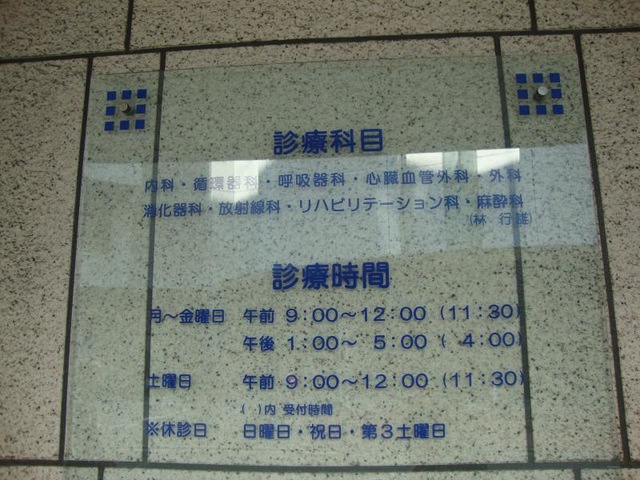 診療科目
内科・循環器科・呼吸器科・心臓血管外科・外科
消化器科・放射線科・リハビリテーション科・麻酔科
(林 行雄)
診療時間
月～金曜日 午前 9:00～12:00 (11:30)
午後 1:00～ 5:00 ( 4:00)
土曜日 午前 9:00～12:00 (11:30)
( )内 受付時間
※休診日 日曜日・祝日・第3土曜日